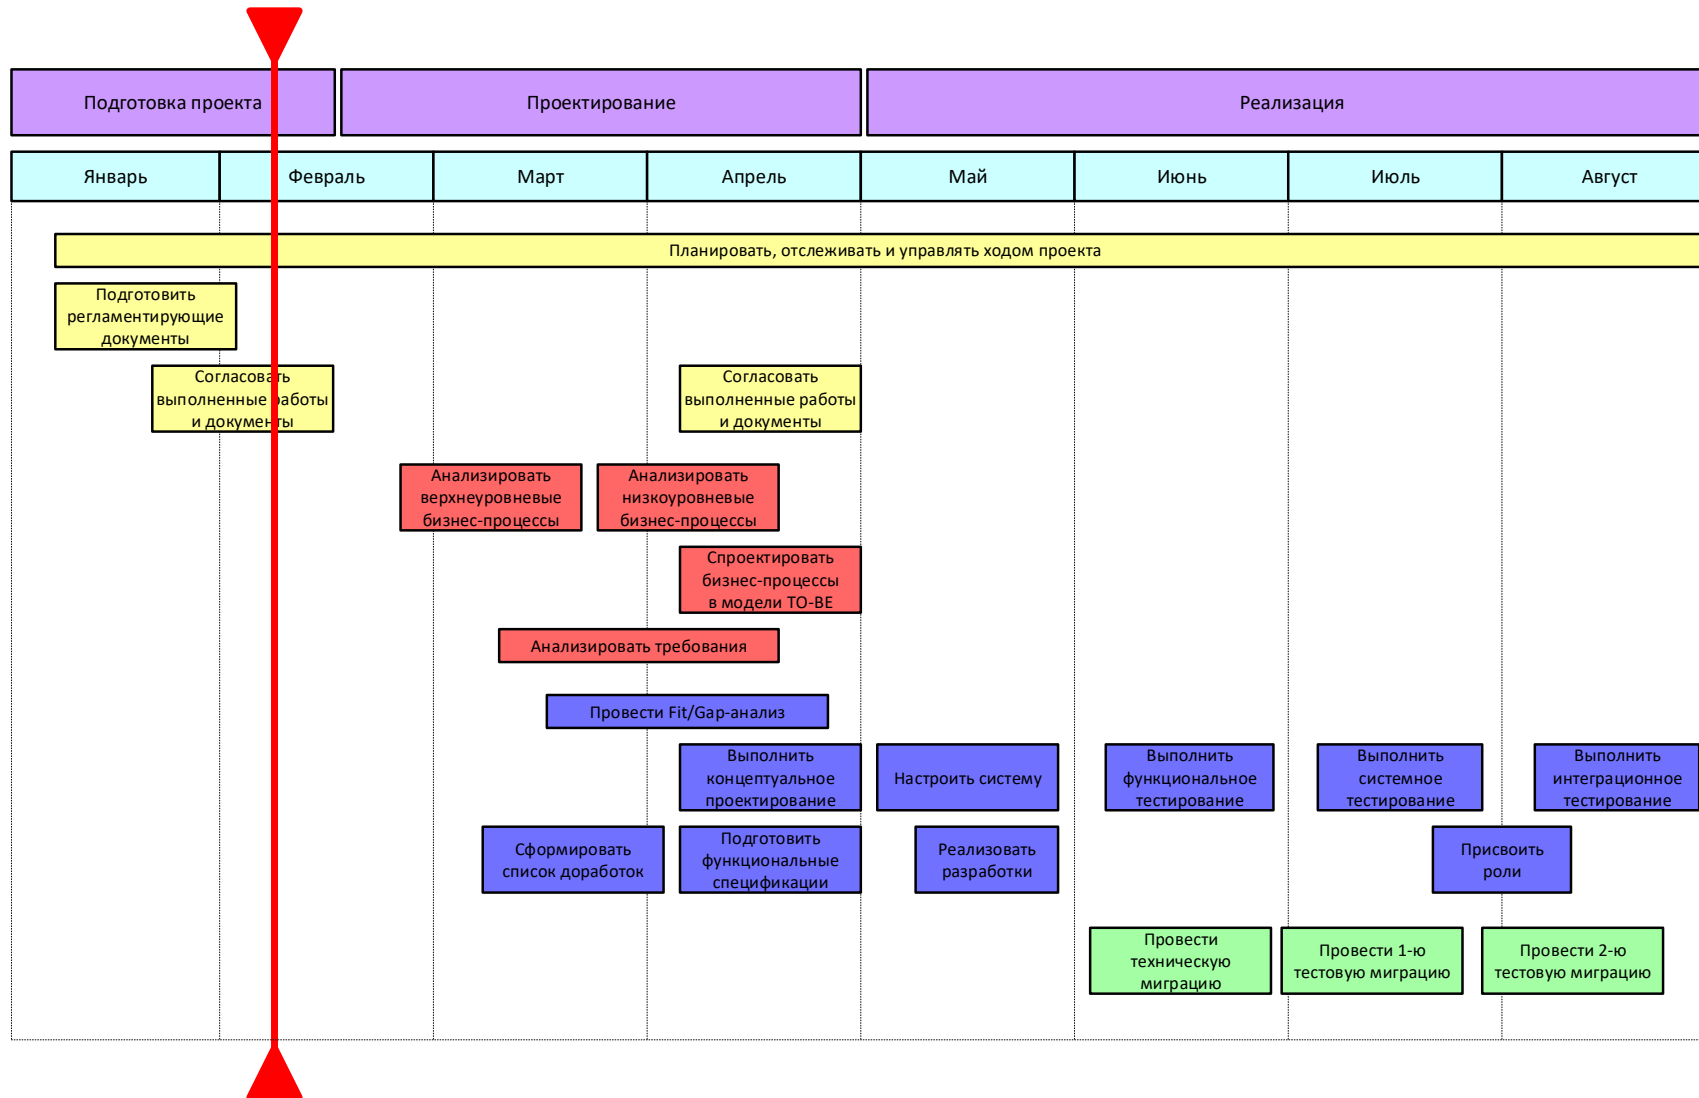 Подготовка проекта
Проектирование
Реализация
Январь
Февраль
Март
Апрель
Май
Июнь
Июль
Август
Планировать, отслеживать и управлять ходом проекта
Подготовить
регламентирующие
документы
Согласовать
выполненные работы
и документы
Согласовать
выполненные работы
и документы
Анализировать
верхнеуровневые
бизнес-процессы
Анализировать
низкоуровневые
бизнес-процессы
Спроектировать
бизнес-процессы
в модели TO-BE
Анализировать требования
Провести Fit/Gap-анализ
Выполнить
концептуальное
проектирование
Настроить систему
Выполнить
функциональное
тестирование
Выполнить
системное
тестирование
Выполнить
интеграционное
тестирование
Сформировать
список доработок
Подготовить
функциональные
спецификации
Реализовать
разработки
Присвоить
роли
Провести
техническую
миграцию
Провести 1-ю
тестовую миграцию
Провести 2-ю
тестовую миграцию